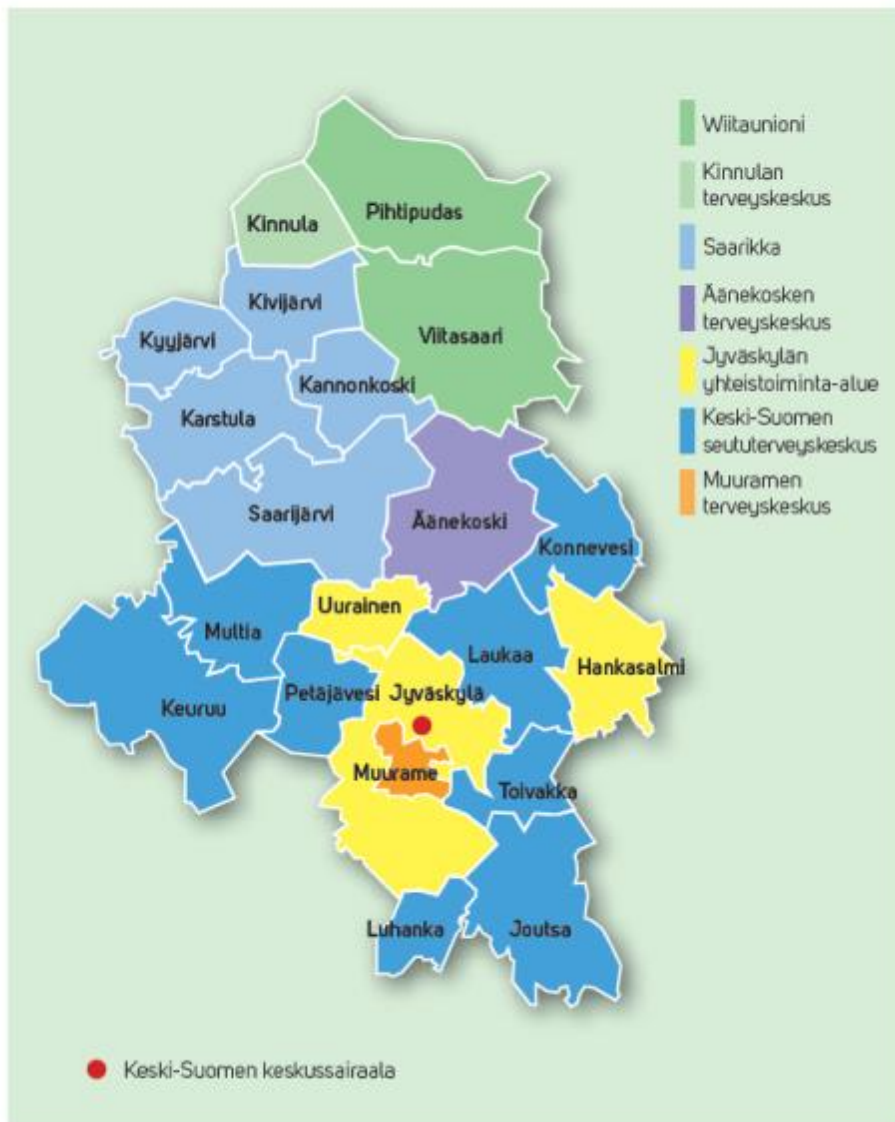 Wiitaunioni
Kinnulan
terveyskeskus
Saarikka
Äänekosken
terveyskeskus
Jyväskylän
yhteistoiminta-alue
Keski-Suomen
seututerveyskeskus
Muuramen
terveyskeskus
Pihtipudas
Kinnula
Kivijärvi
Viitasaari
Kyyjärvi
Kannonkoski
Karstula
Saarijärvi
Äänekoski
Konnevesi
Uurainen
Multia
Laukaa
Hankasalmi
Petäjävesi
Jyväskylä
Keuruu
Muurame
Toivakka
Luhanka
Joutsa
Keski-Suomen keskussairaala